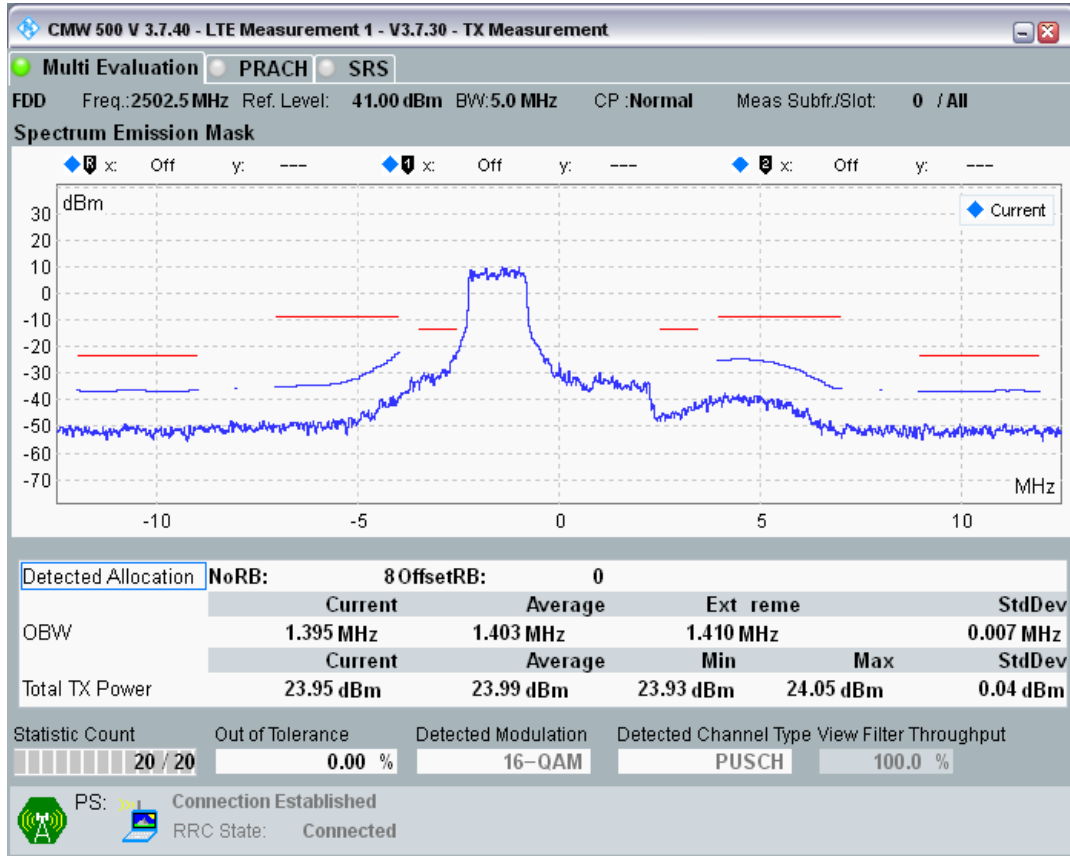 CMW 500 V 3.7.40 - LTE Measurement 1 - V3.7.30 - TX Measurement
Multi Evaluation PRACH SRS
FDD Freq.:2502.5 MHz Ref. Level: 41.00 dBm BW:5.0 MHz CP :Normal Meas Subfr./Slot: 0 / All
Spectrum Emission Mask
R x: Off y: --- 1 x: Off y: --- 2 x: Off y: ---
dBm
Current
30
20
10
0
-10
-20
-30
-40
-50
-60
-70
MHz
-10 -5 0 5 10
Detected Allocation NoRB: 8 OffsetRB: 0
Current Average Ext reme StdDev
OBW 1.395 MHz 1.403 MHz 1.410 MHz 0.007 MHz
Current Average Min Max StdDev
Total TX Power 23.95 dBm 23.99 dBm 23.93 dBm 24.05 dBm 0.04 dBm
Statistic Count Out of Tolerance Detected Modulation Detected Channel Type View Filter Throughput
20 / 20 0.00 % 16-QAM PUSCH 100.0 %
PS: Connection Established
RRC State: Connected